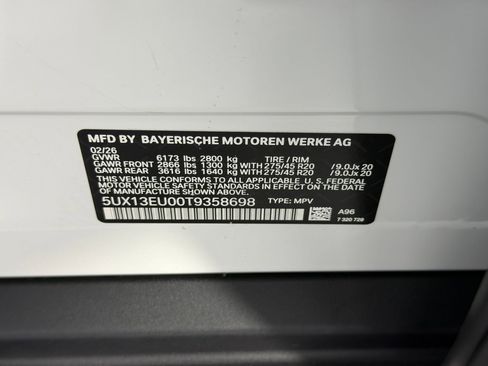 MFD BY BAYERISCHE MOTOREN WERKE AG
02/26
GVWR 6173 lbs 2800 kg TIRE / RIM
GAWR FRONT 2866 lbs 1300 kg WITH 275/45 R20 /9.0Jx 20
GAWR REAR 3616 lbs 1640 kg WITH 275/45 R20 /9.0Jx 20
THIS VEHICLE CONFORMS TO ALL APPLICABLE FEDERAL
MOTOR VEHICLE SAFETY STANDARDS IN EFFECT ON THE
DATE OF MANUFACTURE SHOWN ABOVE.
5UX13EU00T9358698 TYPE: MPV A96
7 320 729